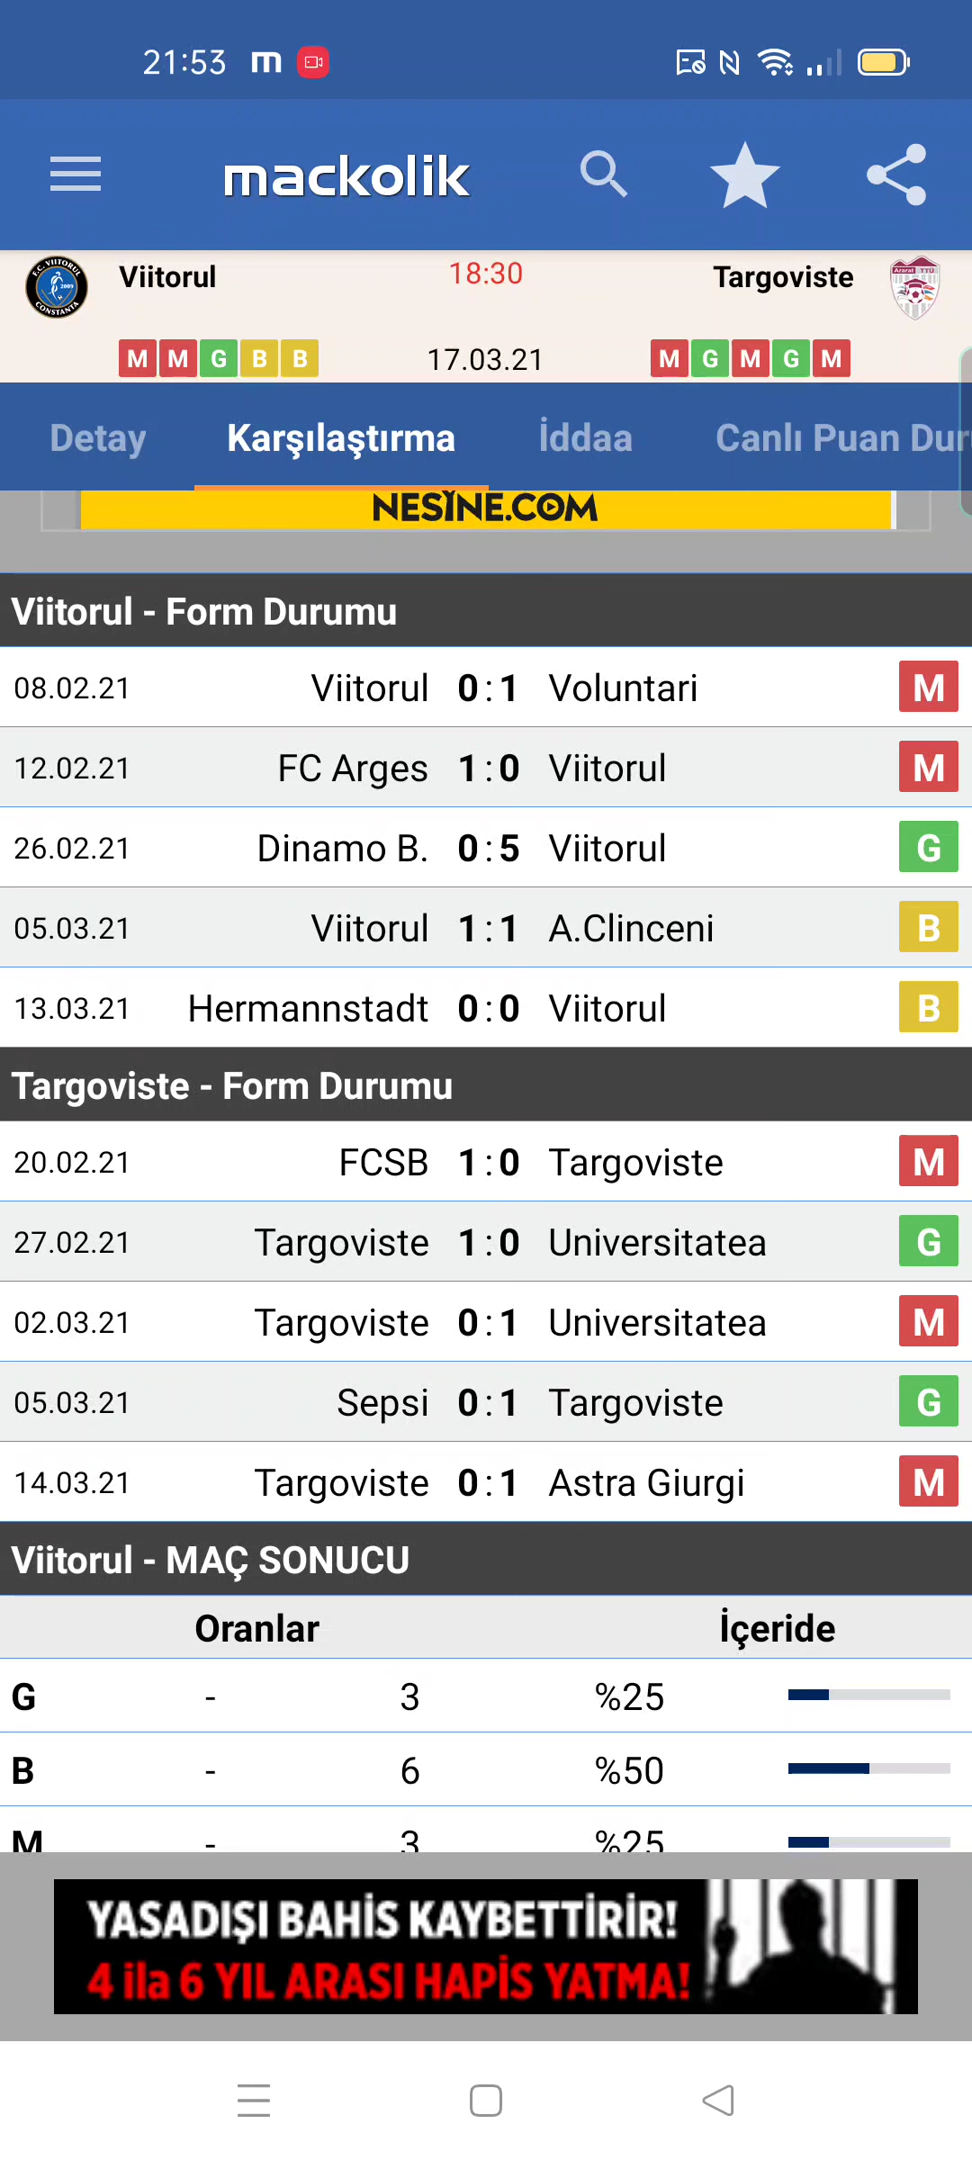 21:53 m
mackolik
Viitorul 18:30 Targoviste
M M G B B 17.03.21 M G M G M
Detay Karşılaştırma İddaa Canlı Puan Dur
NESİNE.COM
Viitorul - Form Durumu
08.02.21 Viitorul 0 : 1 Voluntari M
12.02.21 FC Arges 1 : 0 Viitorul M
26.02.21 Dinamo B. 0 : 5 Viitorul G
05.03.21 Viitorul 1 : 1 A.Clinceni B
13.03.21 Hermannstadt 0 : 0 Viitorul B
Targoviste - Form Durumu
20.02.21 FCSB 1 : 0 Targoviste M
27.02.21 Targoviste 1 : 0 Universitatea G
02.03.21 Targoviste 0 : 1 Universitatea M
05.03.21 Sepsi 0 : 1 Targoviste G
14.03.21 Targoviste 0 : 1 Astra Giurgi M
Viitorul - MAÇ SONUCU
Oranlar İçeride
G - 3 %25
B - 6 %50
M - 3 %25
YASADIŞI BAHİS KAYBETTİRİR!
4 ila 6 YIL ARASI HAPİS YATMA!